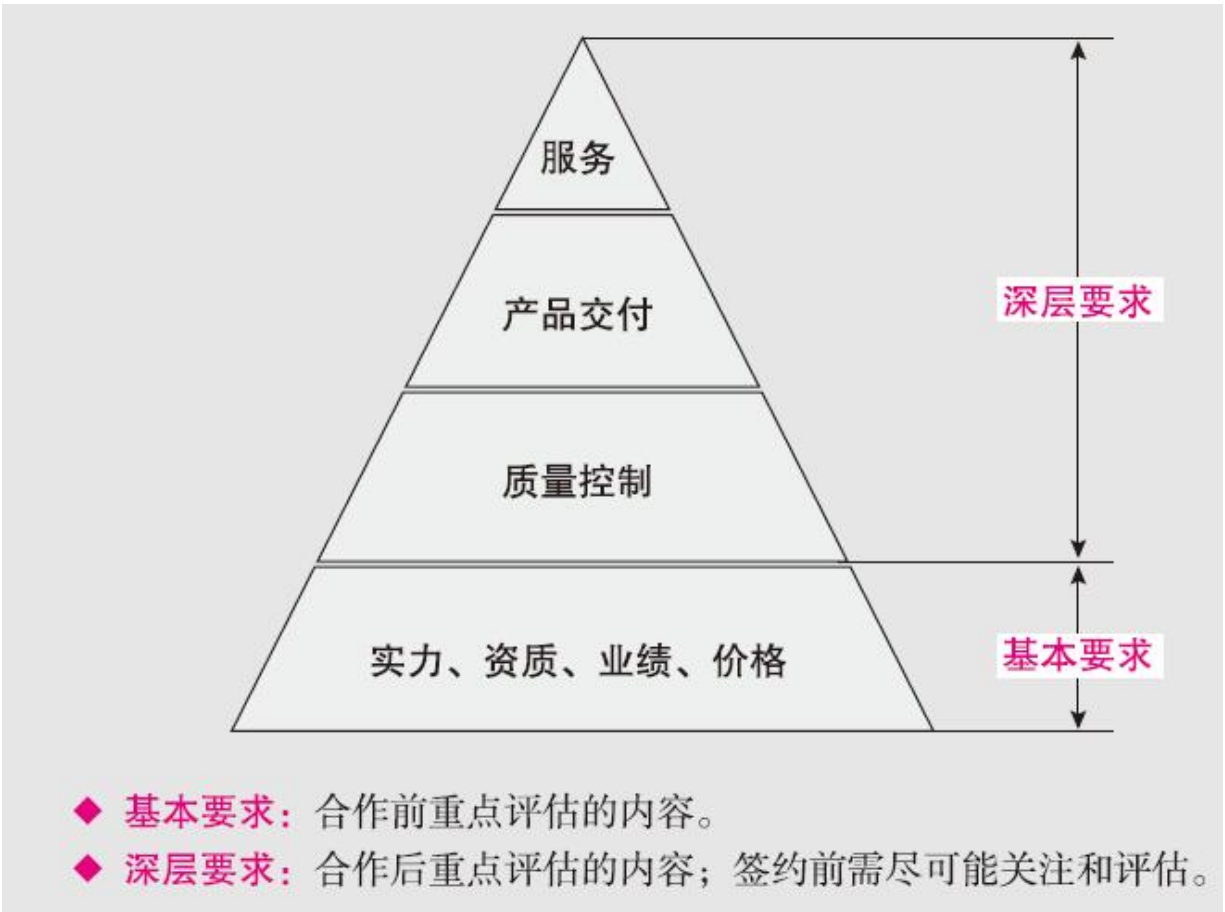 服务
产品交付
深层要求
质量控制
实力、资质、业绩、价格
基本要求
◆ 基本要求：合作前重点评估的内容。
◆ 深层要求：合作后重点评估的内容；签约前需尽可能关注和评估。